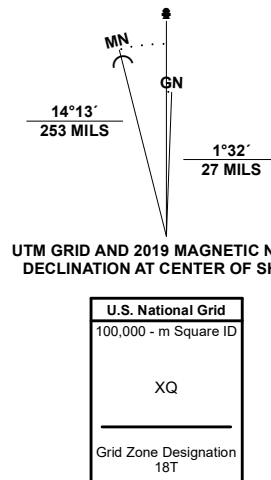 MN
GN
14°13´
253 MILS
1°32´
27 MILS
UTM GRID AND 2019 MAGNETIC N
DECLINATION AT CENTER OF SH
U.S. National Grid
100,000 - m Square ID
XQ
Grid Zone Designation
18T